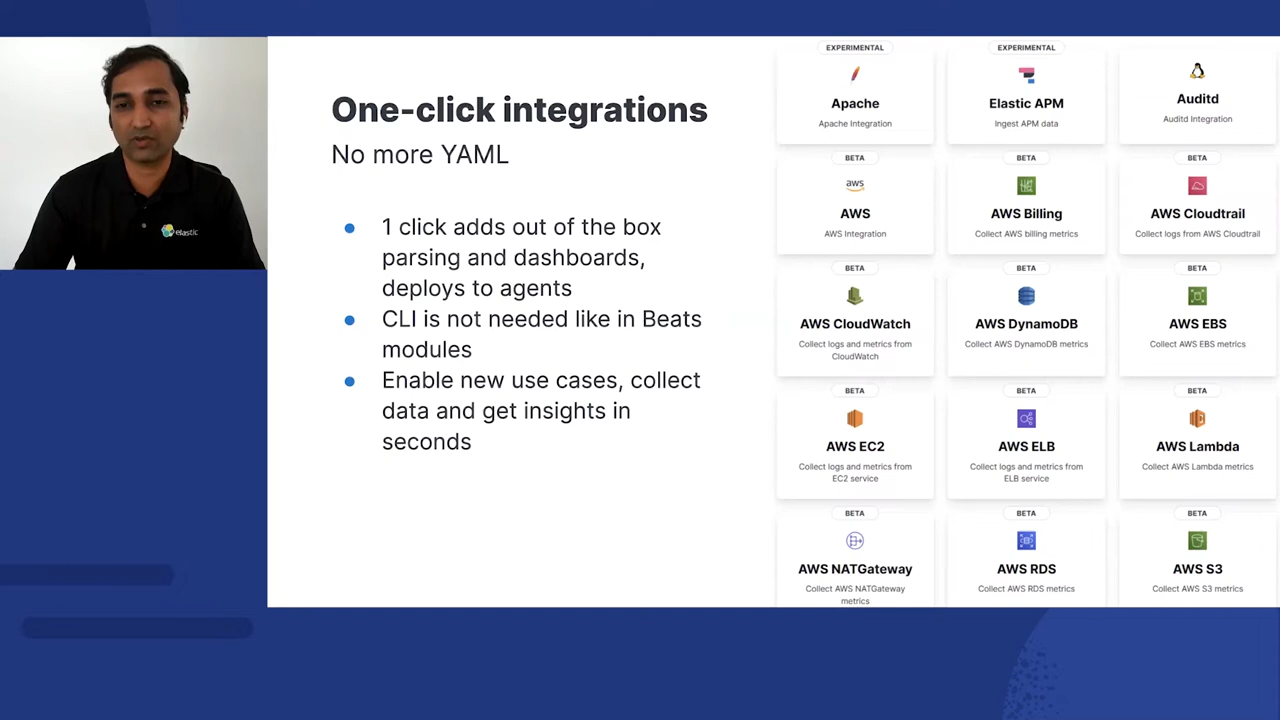 elastic
One-click integrations
No more YAML
1 click adds out of the box
parsing and dashboards,
deploys to agents
CLI is not needed like in Beats
modules
Enable new use cases, collect
data and get insights in
seconds
EXPERIMENTAL
Apache
Apache Integration
EXPERIMENTAL
Elastic APM
Ingest APM data
Auditd
Auditd Integration
BETA
aws
AWS
AWS Integration
BETA
AWS Billing
Collect AWS billing metrics
BETA
AWS Cloudtrail
Collect logs from AWS Cloudtrail
BETA
AWS CloudWatch
Collect logs and metrics from
CloudWatch
BETA
AWS DynamoDB
Collect AWS DynamoDB metrics
BETA
AWS EBS
Collect AWS EBS metrics
BETA
AWS EC2
Collect logs and metrics from
EC2 service
BETA
AWS ELB
Collect logs and metrics from
ELB service
BETA
AWS Lambda
Collect AWS Lambda metrics
BETA
AWS NATGateway
Collect AWS NATGateway
metrics
BETA
AWS RDS
Collect AWS RDS metrics
BETA
AWS S3
Collect AWS S3 metrics